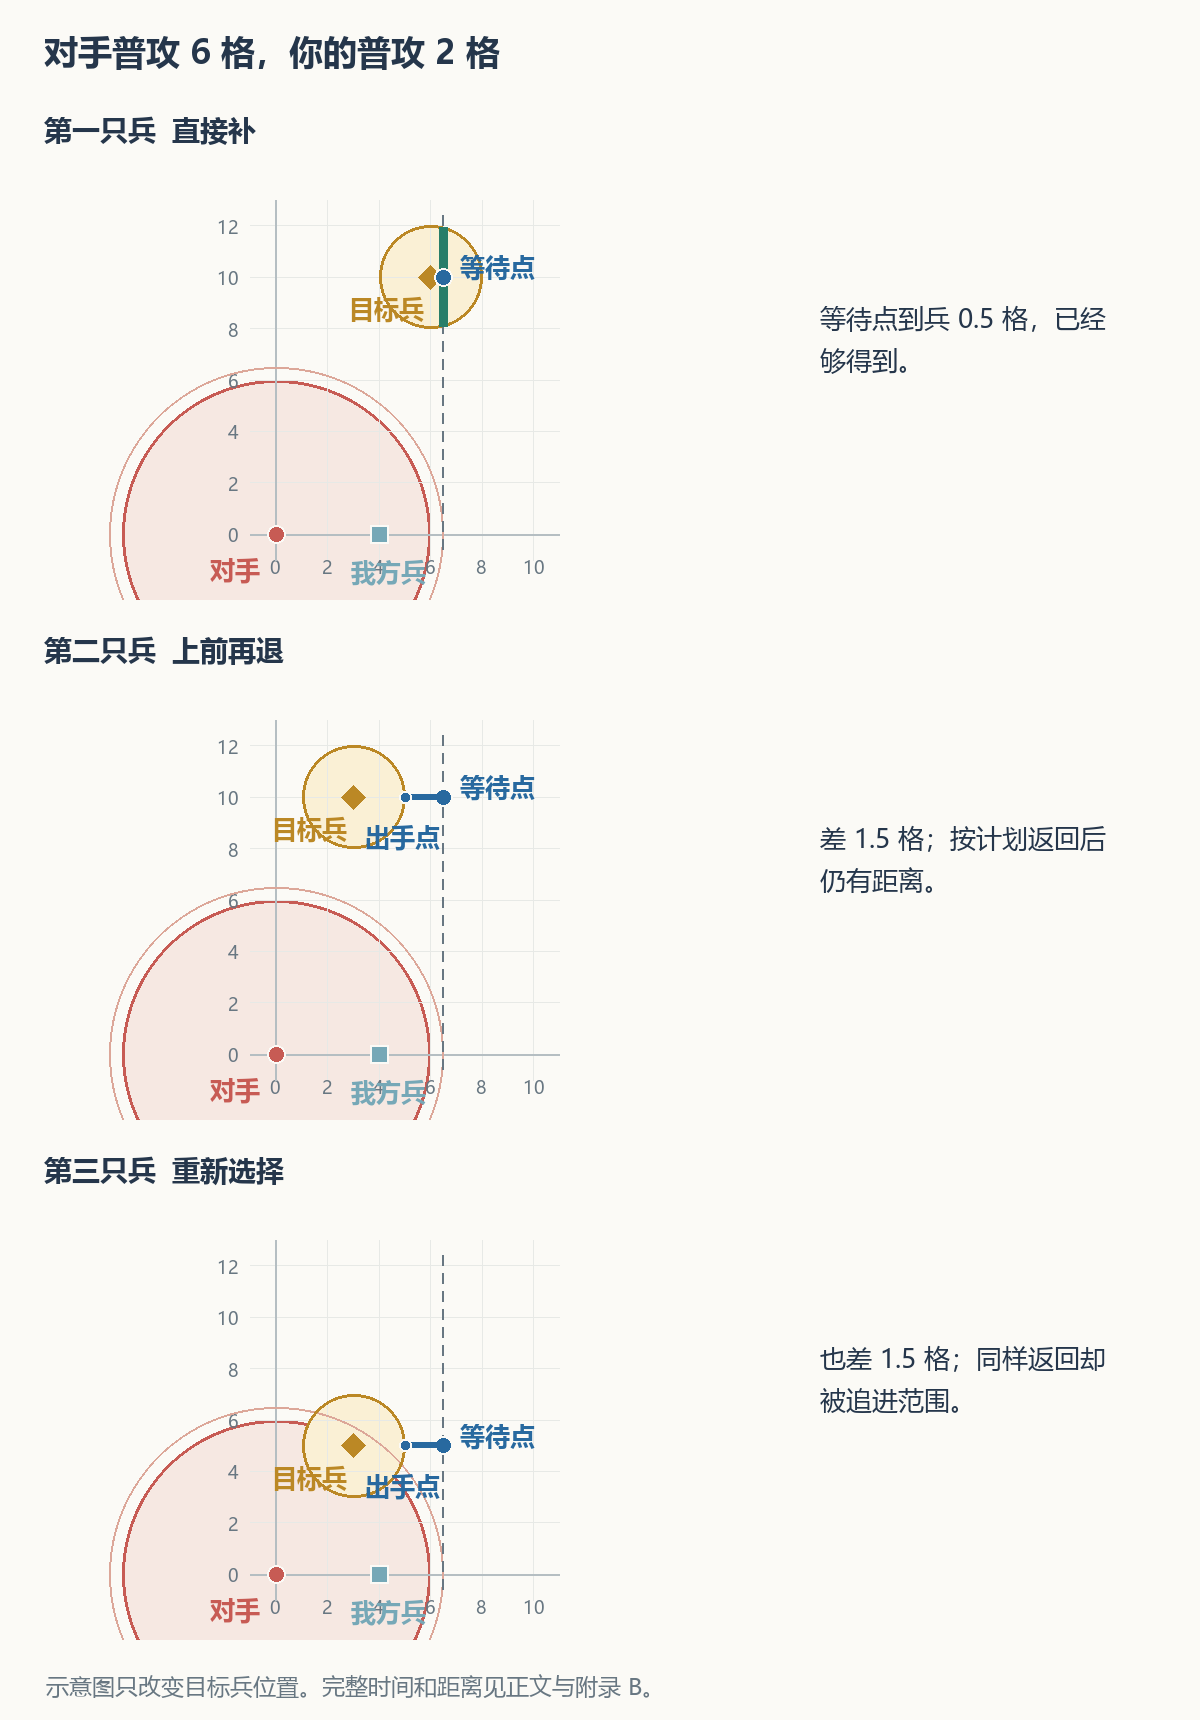 对手普攻 6 格，你的普攻 2 格
第一只兵 直接补
12
10
8
6
4
2
0
0 2 4 6 8 10
等待点
目标兵
对手
我方兵
等待点到兵 0.5 格，已经
够得到。
第二只兵 上前再退
12
10
8
6
4
2
0
0 2 4 6 8 10
等待点
目标兵
出手点
对手
我方兵
差 1.5 格；按计划返回后
仍有距离。
第三只兵 重新选择
12
10
8
6
4
2
0
0 2 4 6 8 10
等待点
目标兵
出手点
对手
我方兵
也差 1.5 格；同样返回却
被追进范围。
示意图只改变目标兵位置。完整时间和距离见正文与附录 B。